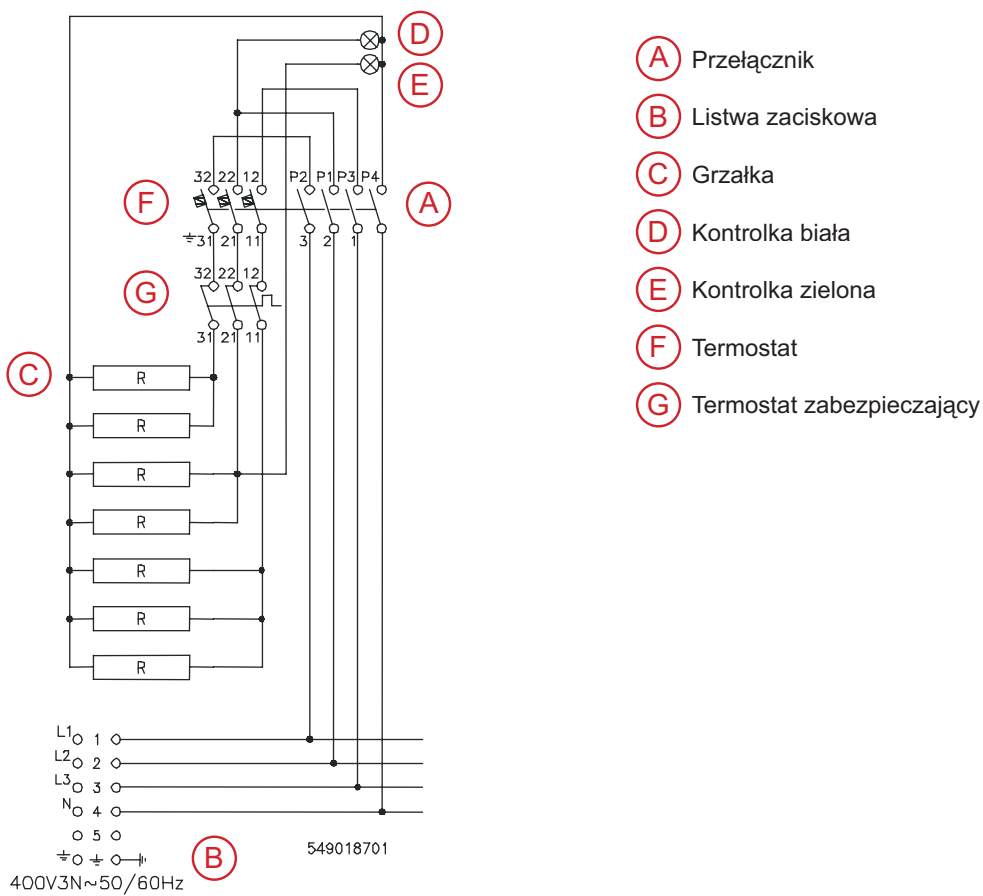 D
E
32 22 12 P2 P1 P3 P4
F
A
31 21 11 3 2 1
32 22 12
G
31 21 11
C
R
R
R
R
R
R
R
L1 1
L2 2
L3 3
N 4
5
B
549018701
400V3N~50/60Hz
A Przełącznik
B Listwa zaciskowa
C Grzałka
D Kontrolka biała
E Kontrolka zielona
F Termostat
G Termostat zabezpieczający